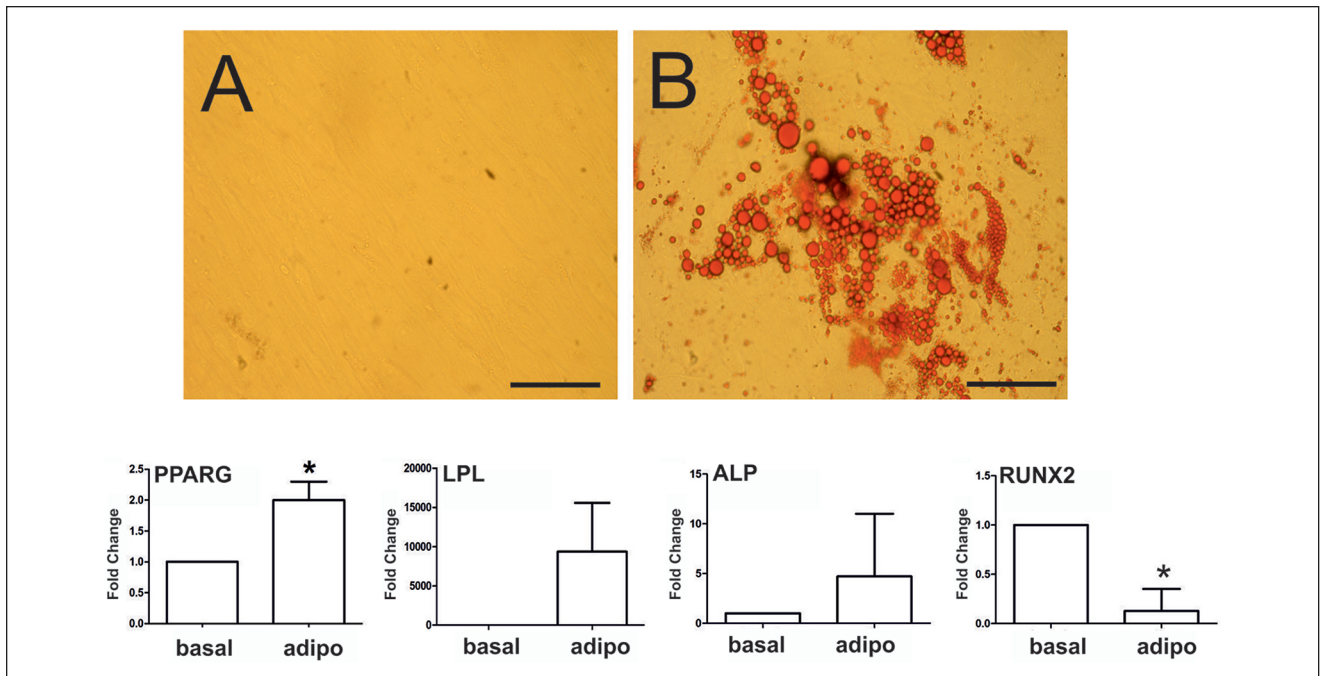 A
B
PPARG
Fold Change
2.5
2.0
1.5
1.0
0.5
0.0
*
basal adipo
LPL
Fold Change
20000
15000
10000
5000
0
basal adipo
ALP
Fold Change
15
10
5
0
basal adipo
RUNX2
Fold Change
1.5
1.0
0.5
0.0
*
basal adipo